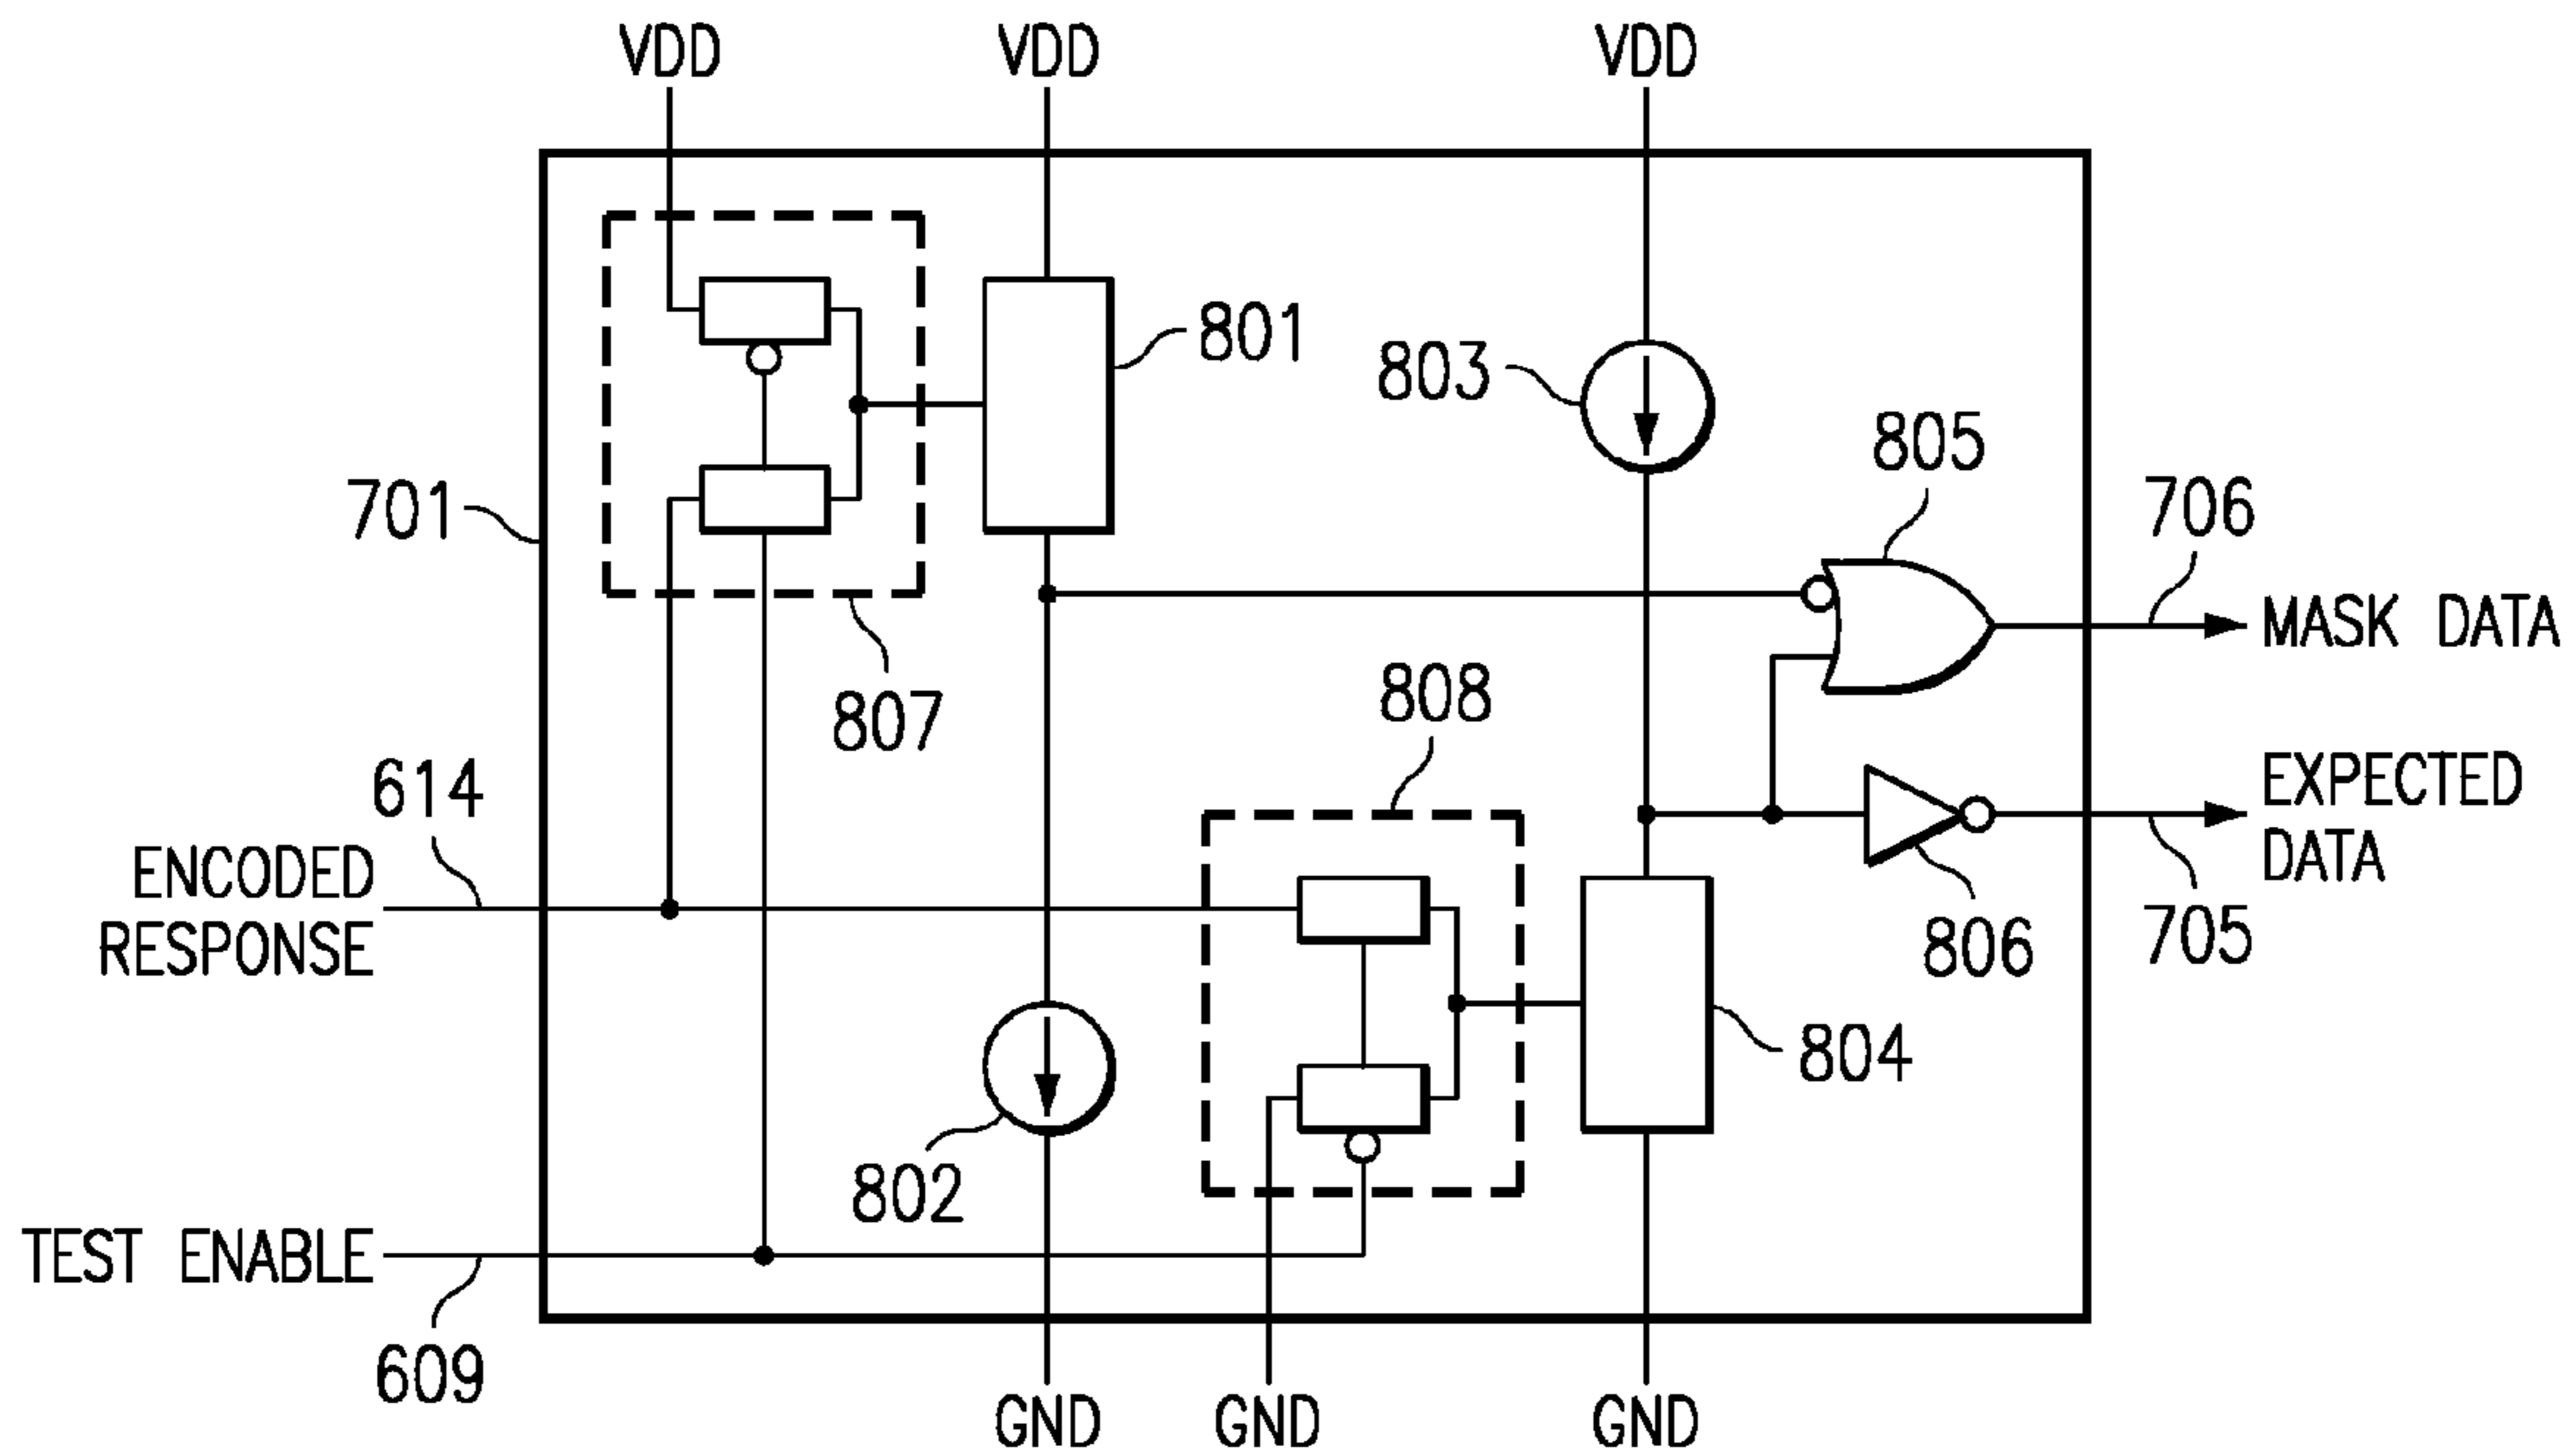 VDD
VDD
VDD
801
803
805
701
706
MASK DATA
807
808
614
ENCODED
RESPONSE
EXPECTED
DATA
806
705
804
802
TEST ENABLE
609
GND
GND
GND